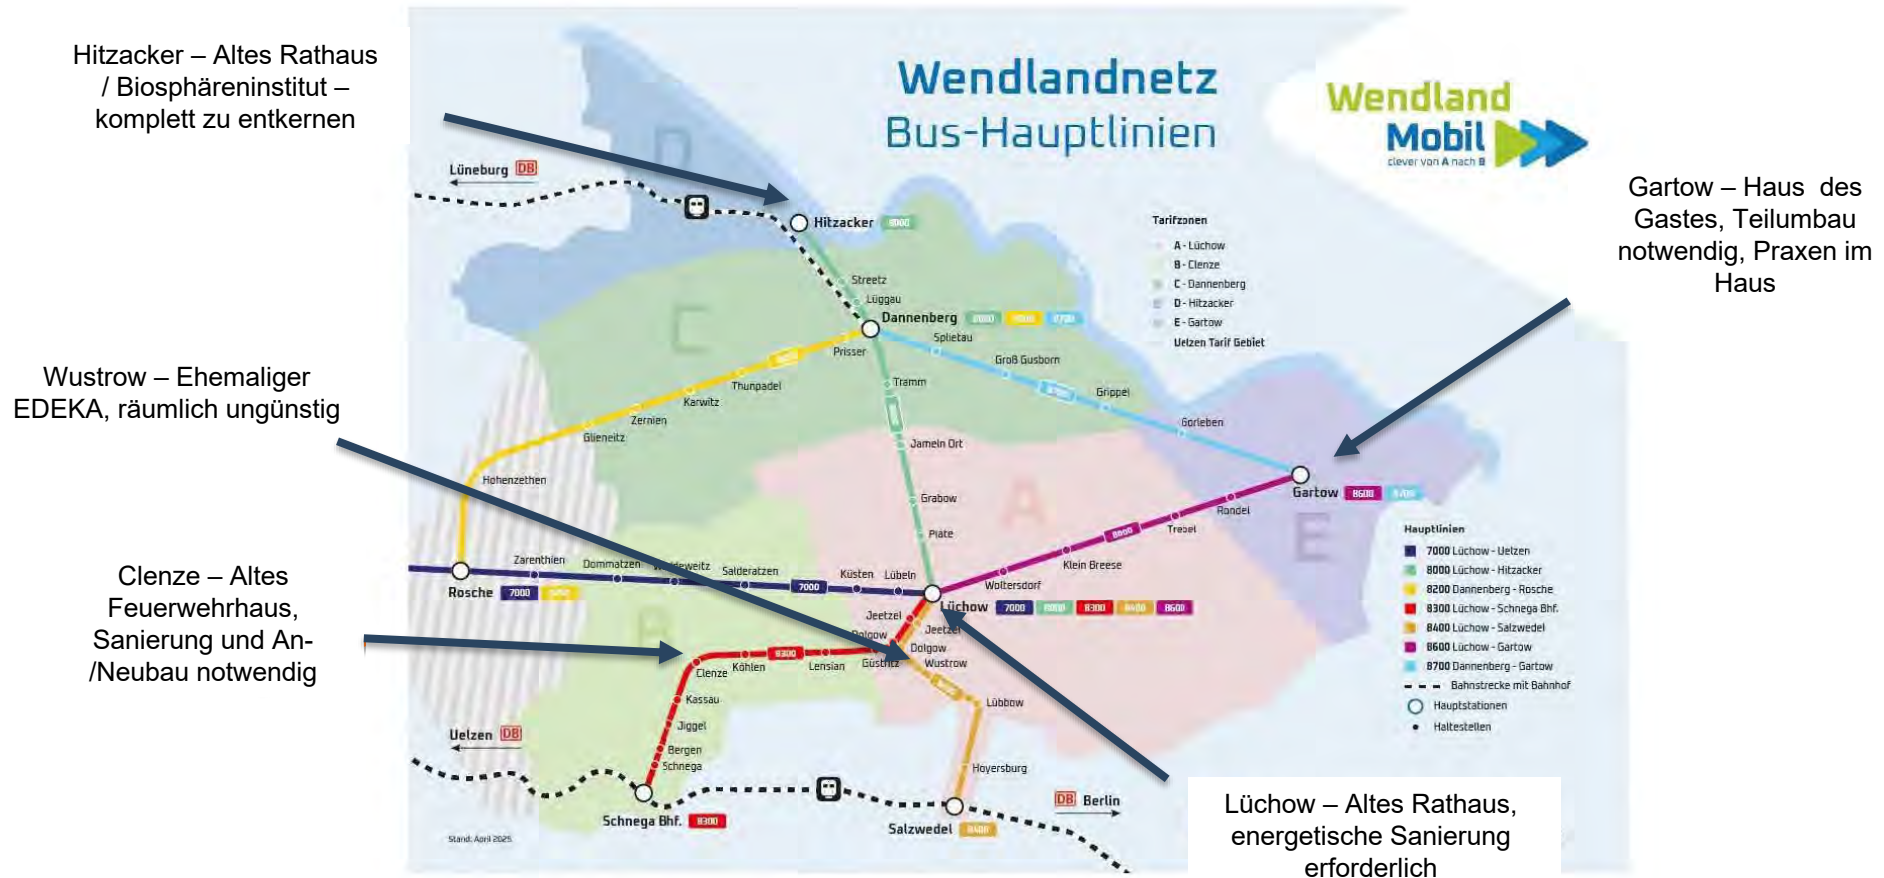 Hitzacker – Altes Rathaus
/ Biosphäreninstitut –
komplett zu entkernen
Wendlandnetz
Bus-Hauptlinien
Wendland
Mobil
clever von A nach B
Gartow – Haus des
Gastes, Teilumbau
notwendig, Praxen im
Haus
Wustrow – Ehemaliger
EDEKA, räumlich ungünstig
Clenze – Altes
Feuerwehrhaus,
Sanierung und An-
/Neubau notwendig
Lüchow – Altes Rathaus,
energetische Sanierung
erforderlich
Lüneburg DB
D
Hitzacker 8000
Streetz
Lüggau
C
Dannenberg 8000 8200 8700
Prisser
Splietau
Groß Gusborn
8700
Grippel
Gorleben
Thunpadel
Karwitz
Zernien
Glieneitz
Hohenzethen
Tramm
Jameln Ort
Grabow
Plate
A
Gartow 8600 8700
E
Rondel
Trebel
8600
Klein Breese
Woltersdorf
Zarenthien
Dommatzen
Salderatzen
7000
Küsten
Lübeln
Rosche 7000 8200
Lüchow 7000 8000 8300 8400 8600
B
Jeetzel
Jeetzel
Dolgow
Dolgow
Güstritz
Wustrow
Lensian
8300
Köhlen
Clenze
Kassau
Jiggel
Bergen
Schnega
Lübbow
Hoyersburg
Uelzen DB
Schnega Bhf. 8300
Salzwedel 8400
DB Berlin
Stand: April 2025
Tarifzonen
A - Lüchow
B - Clenze
C - Dannenberg
D - Hitzacker
E - Gartow
Uelzen Tarif Gebiet
Hauptlinien
7000 Lüchow - Uelzen
8000 Lüchow - Hitzacker
8200 Dannenberg - Rosche
8300 Lüchow - Schnega Bhf.
8400 Lüchow - Salzwedel
8600 Lüchow - Gartow
8700 Dannenberg - Gartow
Bahnstrecke mit Bahnhof
Hauptstationen
Haltestellen